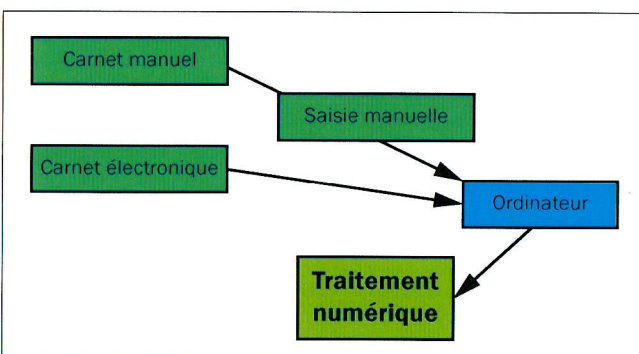 Carnet manuel
Saisie manuelle
Carnet électronique
Ordinateur
Traitement
numérique